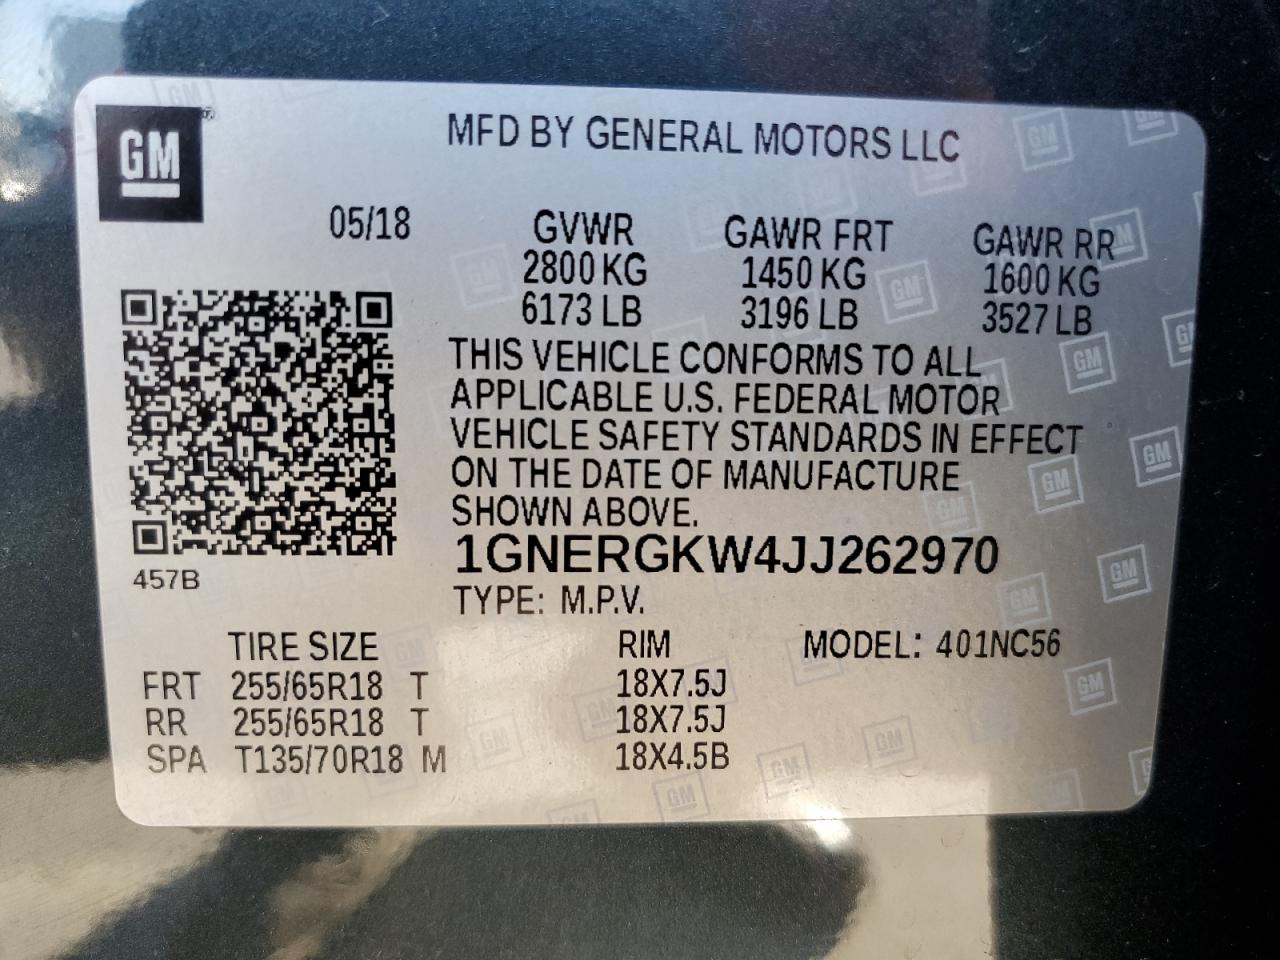 GM
MFD BY GENERAL MOTORS LLC
05/18
GVWR GAWR FRT GAWR RR
2800 KG 1450 KG 1600 KG
6173 LB 3196 LB 3527 LB
THIS VEHICLE CONFORMS TO ALL
APPLICABLE U.S. FEDERAL MOTOR
VEHICLE SAFETY STANDARDS IN EFFECT
ON THE DATE OF MANUFACTURE
SHOWN ABOVE.
1GNERGKW4JJ262970
457B
TYPE: M.P.V.
TIRE SIZE RIM MODEL: 401NC56
FRT 255/65R18 T 18X7.5J
RR 255/65R18 T 18X7.5J
SPA T135/70R18 M 18X4.5B